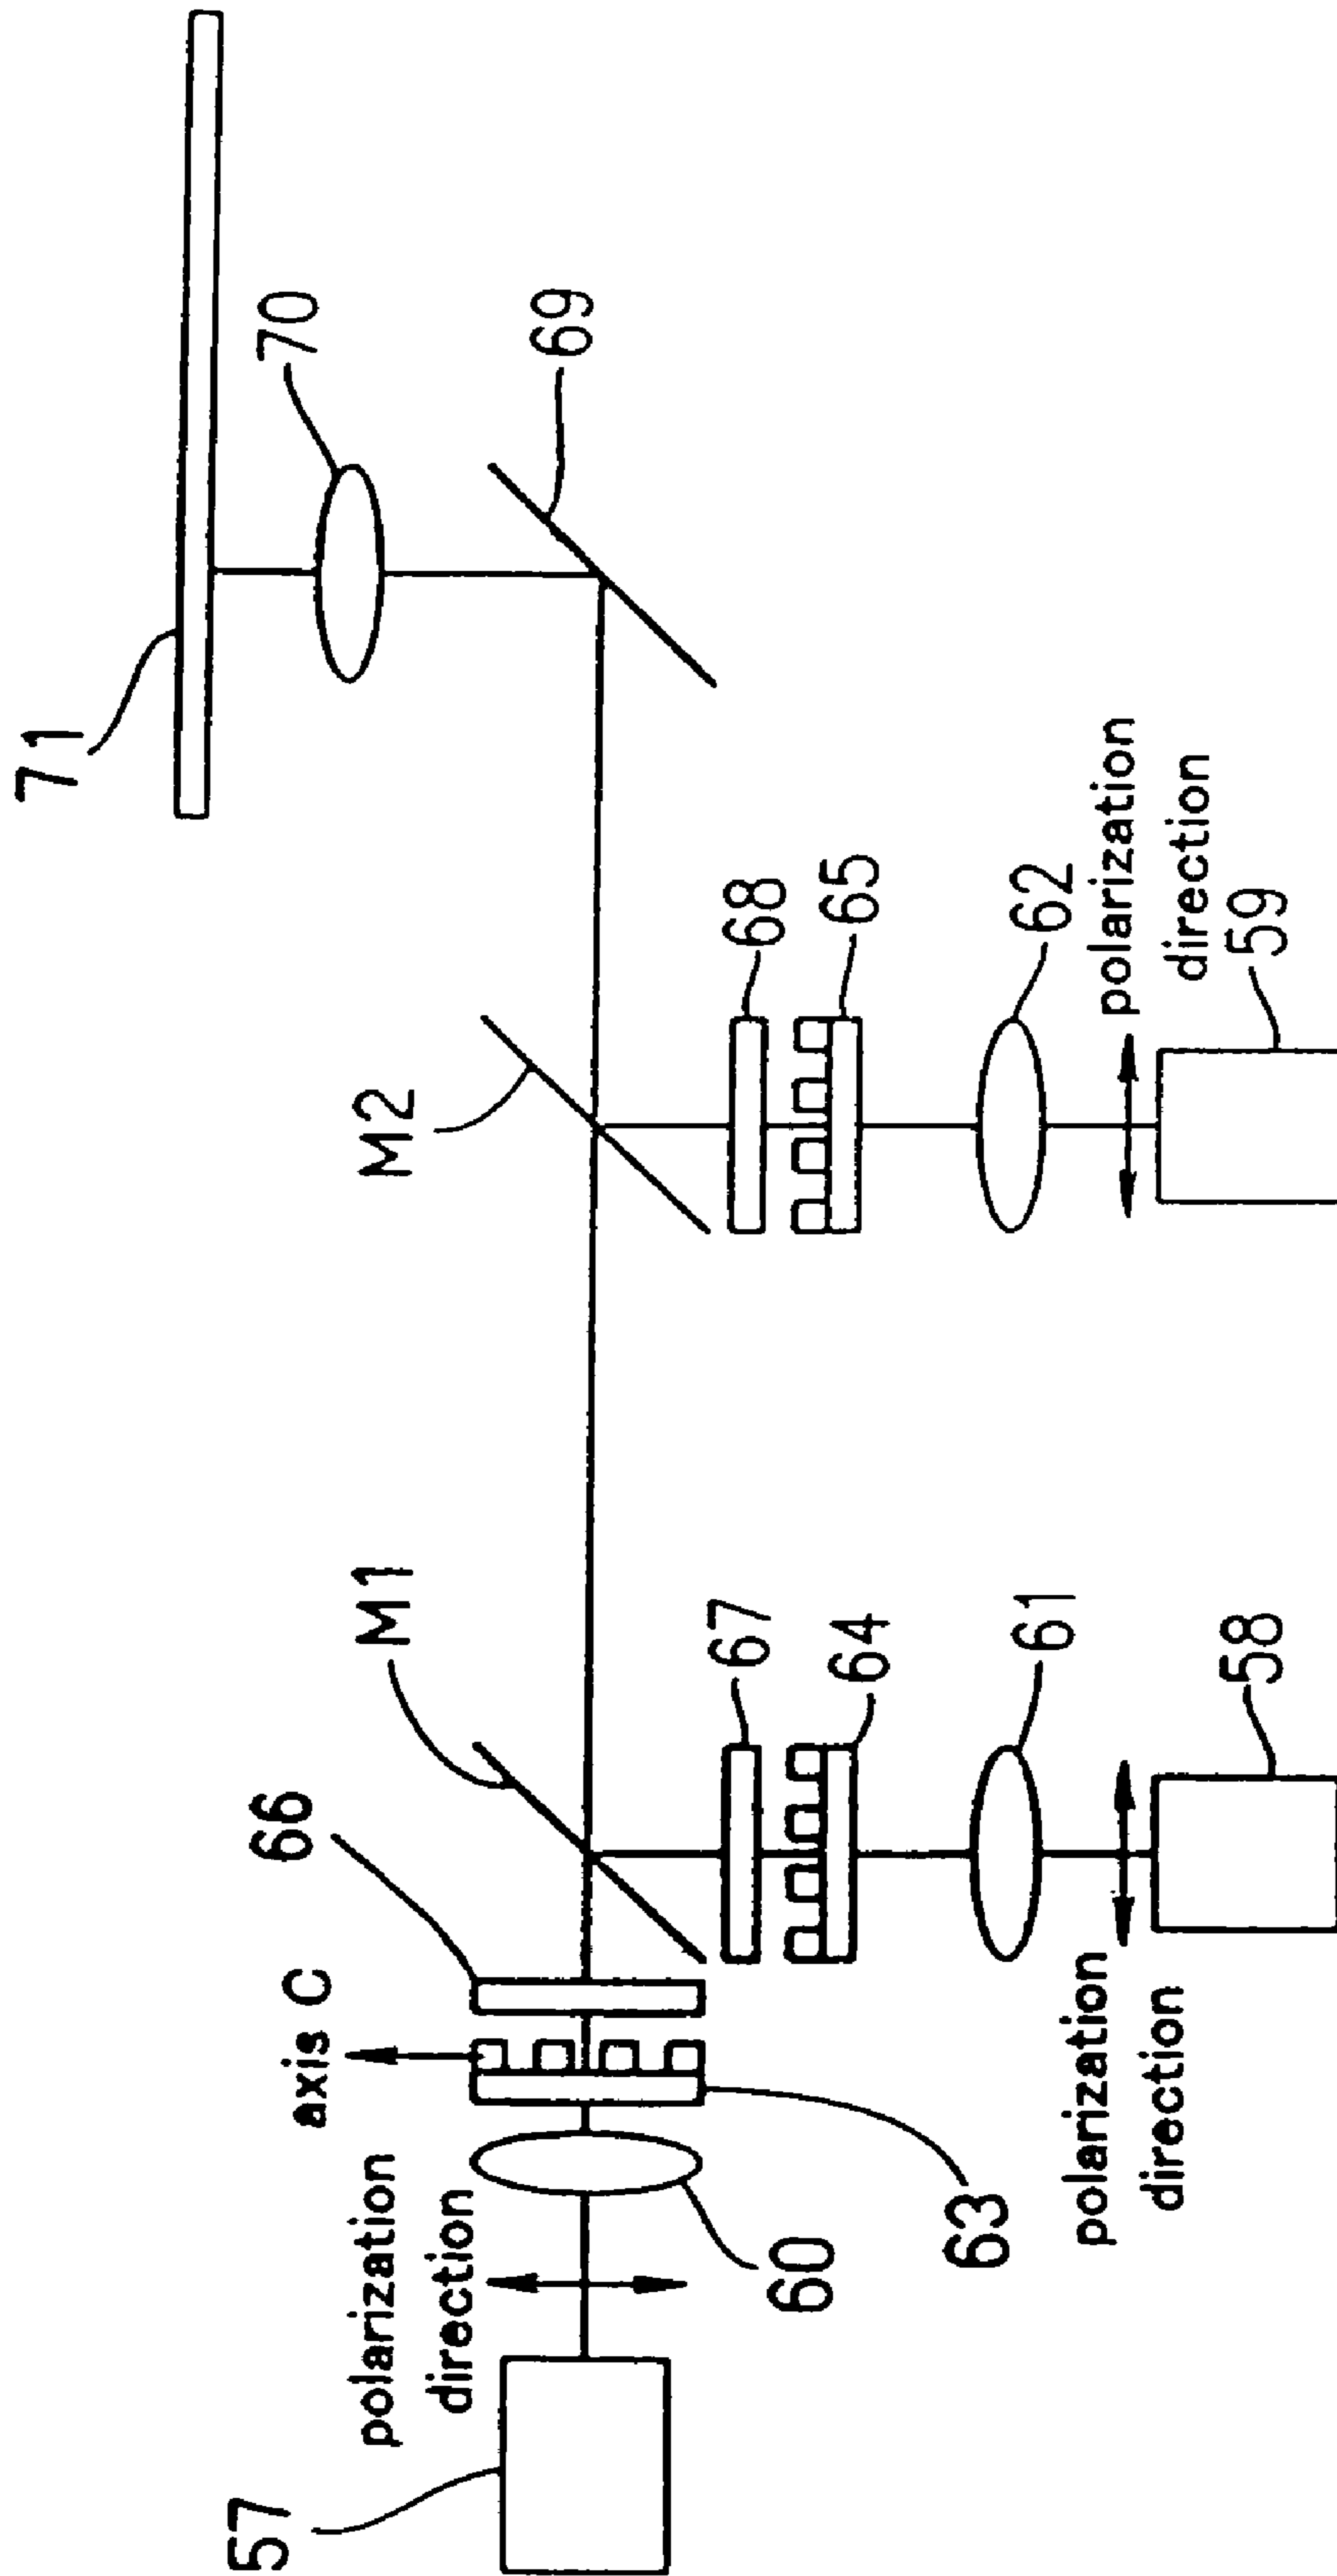 71
70
69
M2
68
65
62
polarization
direction
59
M1
67
64
61
58
polarization
direction
66
axis C
63
60
polarization
direction
57